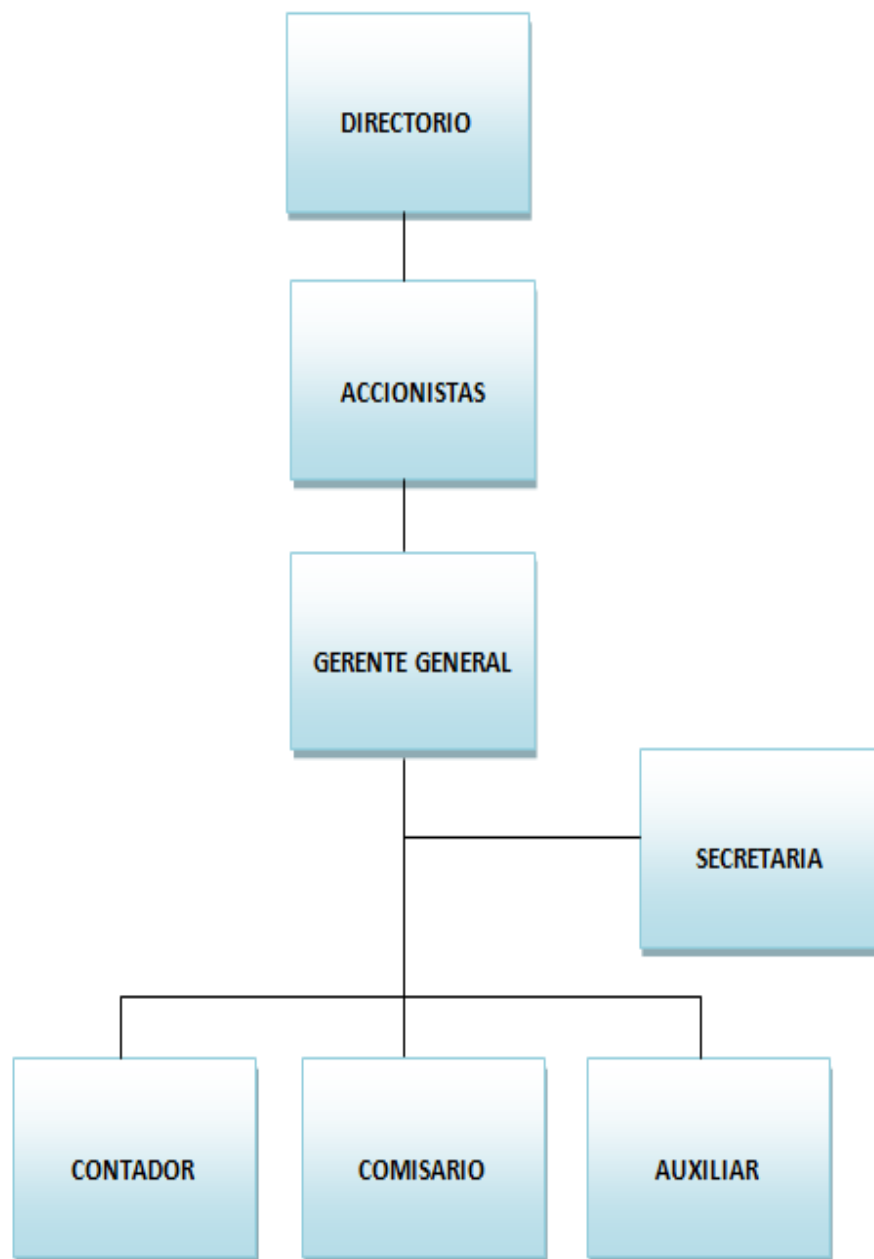 DIRECTORIO
ACCIONISTAS
GERENTE GENERAL
SECRETARIA
CONTADOR
COMISARIO
AUXILIAR